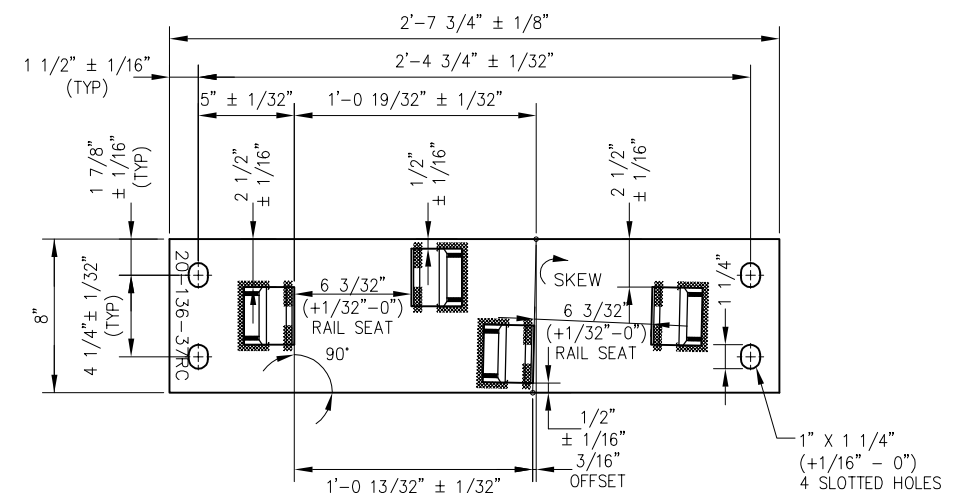 2'-7 3/4" ± 1/8"
1 1/2" ± 1/16"
(TYP)
2'-4 3/4" ± 1/32"
5" ± 1/32"
1'-0 19/32" ± 1/32"
1 7/8"
± 1/16"
(TYP)
2 1/2"
± 1/16"
1/2"
± 1/16"
2 1/2"
± 1/16"
8"
4 1/4"± 1/32"
(TYP)
20-136-37RC
6 3/32"
(+1/32"-0")
RAIL SEAT
90°
SKEW
6 3/32"
(+1/32"-0")
RAIL SEAT
1 1/4"
1/2"
± 1/16"
3/16"
OFFSET
1'-0 13/32" ± 1/32"
1" X 1 1/4"
(+1/16" - 0")
4 SLOTTED HOLES